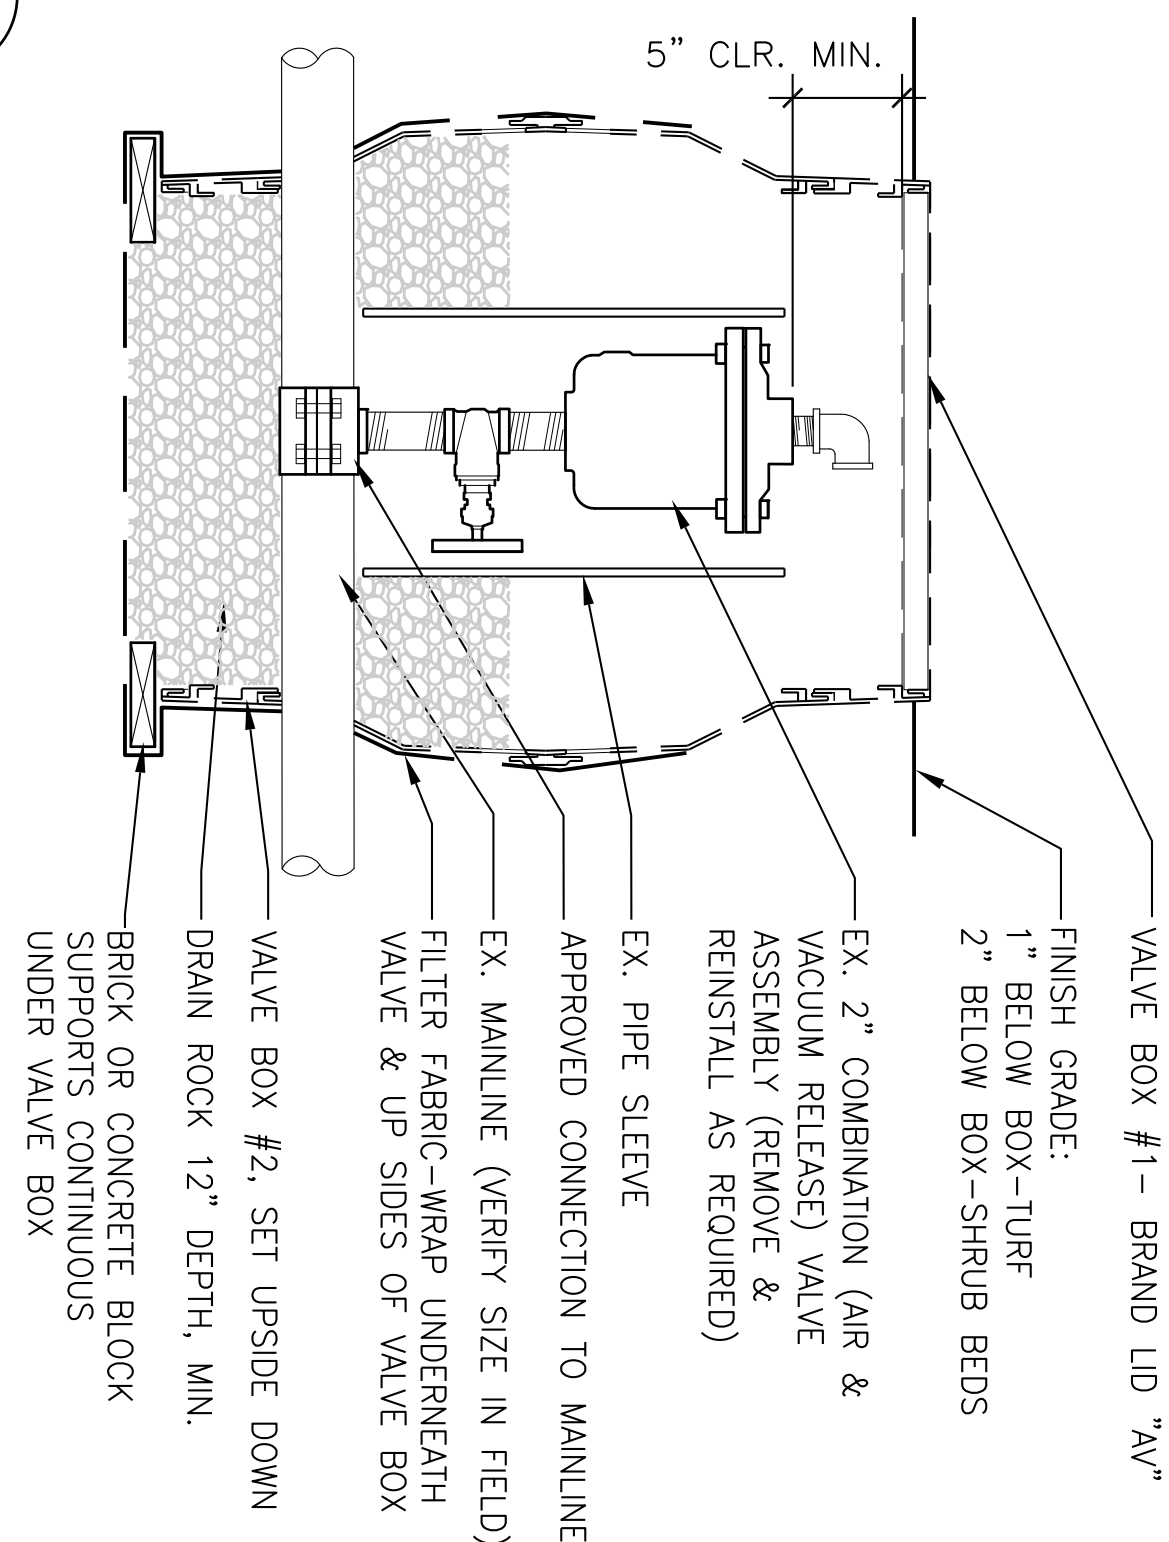 5" CLR. MIN.
VALVE BOX #1- BRAND LID "AV"
FINISH GRADE:
1" BELOW BOX-TURF
2" BELOW BOX-SHRUB BEDS
EX. 2" COMBINATION (AIR &
VACUUM RELEASE) VALVE
ASSEMBLY (REMOVE &
REINSTALL AS REQUIRED)
EX. PIPE SLEEVE
APPROVED CONNECTION TO MAINLINE
EX. MAINLINE (VERIFY SIZE IN FIELD)
FILTER FABRIC-WRAP UNDERNEATH
VALVE & UP SIDES OF VALVE BOX
VALVE BOX #2, SET UPSIDE DOWN
DRAIN ROCK 12" DEPTH, MIN.
BRICK OR CONCRETE BLOCK
SUPPORTS CONTINUOUS
UNDER VALVE BOX